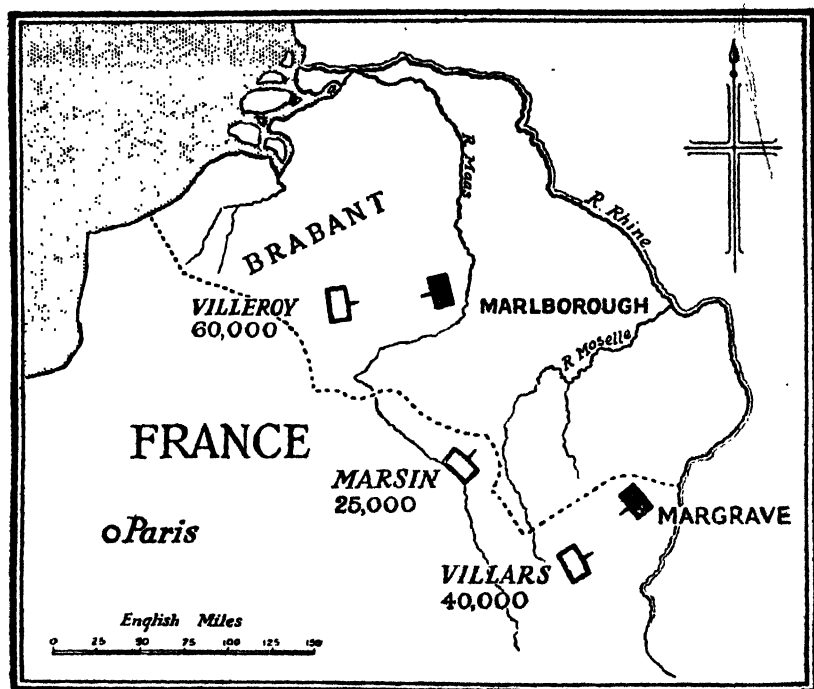 R. Maas
R. Rhine
BRABANT
VILLEROY
60,000
MARLBOROUGH
R Moselle
FRANCE
MARSIN
25,000
MARGRAVE
Paris
VILLARS
40,000
English Miles
0 25 50 75 100 125 150